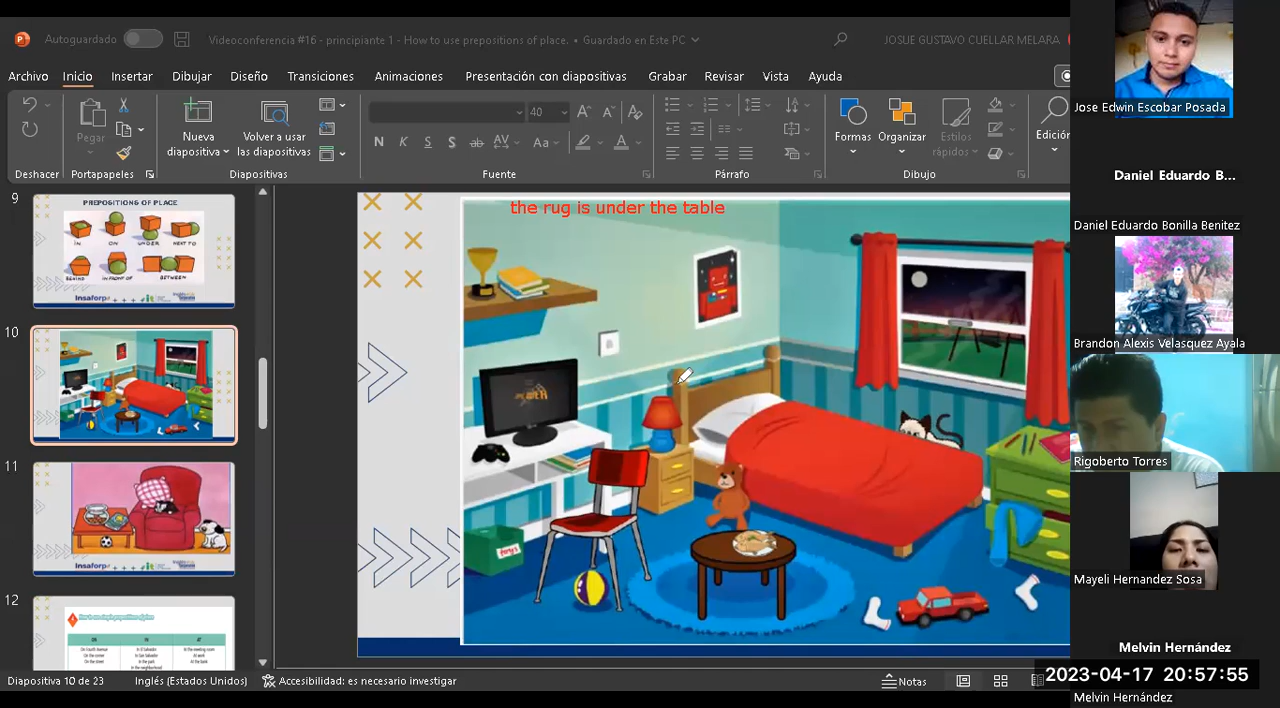 Autoguardado
Videoconferencia #16 - principiante 1 - How to use prepositions of place. • Guardado en Este PC
JOSUE GUSTAVO CUELLAR MELARA
Archivo Inicio Insertar Dibujar Diseño Transiciones Animaciones Presentación con diapositivas Grabar Revisar Vista Ayuda
Pegar
Nueva
diapositiva
Volver a usar
las diapositivas
40
N K S S ab AV Aa A
Formas
Organizar
Estilos
rápidos
Edición
Deshacer Portapapeles Diapositivas Fuente Párrafo Dibujo
9
PREPOSITIONS OF PLACE
IN ON UNDER NEXT TO
BEHIND IN FRONT OF BETWEEN
Insaforp
10
11
Insaforp
12
ON IN AT
the rug is under the table
toys
Jose Edwin Escobar Posada
Daniel Eduardo B...
Daniel Eduardo Bonilla Benitez
Brandon Alexis Velasquez Ayala
Rigoberto Torres
Mayeli Hernandez Sosa
Melvin Hernández
2023-04-17 20:57:55
Melvin Hernández
Diapositiva 10 de 23
Inglés (Estados Unidos)
Accesibilidad: es necesario investigar
Notas